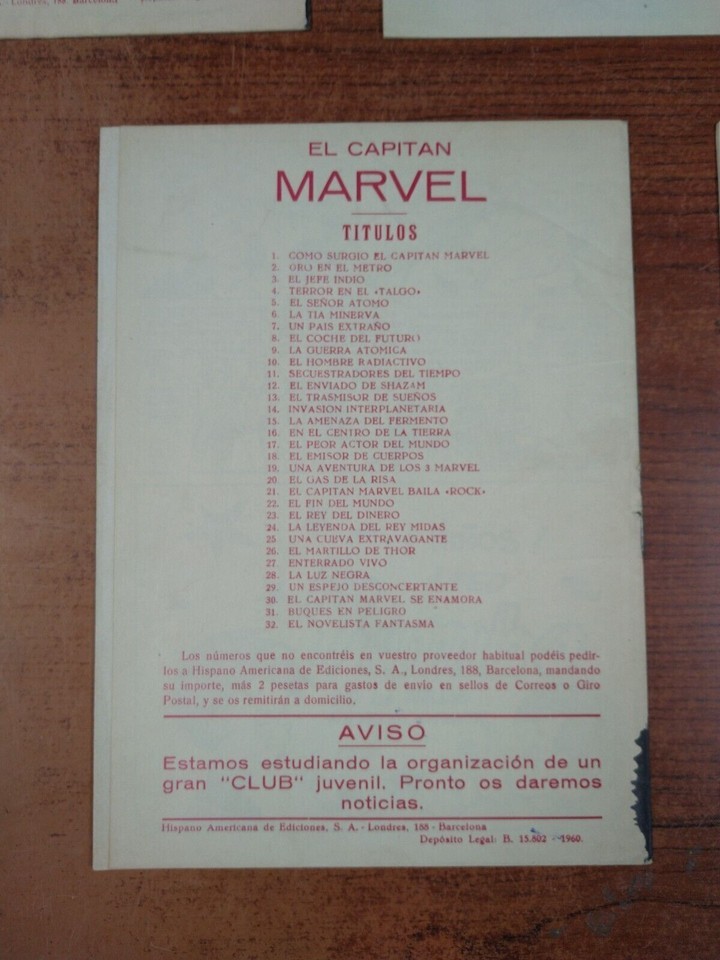 Londres, 188. Barcelona
EL CAPITAN
MARVEL
TITULOS
1. COMO SURGIO EL CAPITAN MARVEL
2. ORO EN EL METRO
3. EL JEFE INDIO
4. TERROR EN EL «TALGO»
5. EL SEÑOR ATOMO
6. LA TIA MINERVA
7. UN PAIS EXTRAÑO
8. EL COCHE DEL FUTURO
9. LA GUERRA ATOMICA
10. EL HOMBRE RADIACTIVO
11. SECUESTRADORES DEL TIEMPO
12. EL ENVIADO DE SHAZAM
13. EL TRASMISOR DE SUEÑOS
14. INVASION INTERPLANETARIA
15. LA AMENAZA DEL FERMENTO
16. EN EL CENTRO DE LA TIERRA
17. EL PEOR ACTOR DEL MUNDO
18. EL EMISOR DE CUERPOS
19. UNA AVENTURA DE LOS 3 MARVEL
20. EL GAS DE LA RISA
21. EL CAPITAN MARVEL BAILA «ROCK»
22. EL FIN DEL MUNDO
23. EL REY DEL DINERO
24. LA LEYENDA DEL REY MIDAS
25. UNA CUEVA EXTRAVAGANTE
26. EL MARTILLO DE THOR
27. ENTERRADO VIVO
28. LA LUZ NEGRA
29. UN ESPEJO DESCONCERTANTE
30. EL CAPITAN MARVEL SE ENAMORA
31. BUQUES EN PELIGRO
32. EL NOVELISTA FANTASMA
Los números que no encontréis en vuestro proveedor habitual podéis pedir-
los a Hispano Americana de Ediciones, S. A., Londres, 188, Barcelona, mandando
su importe, más 2 pesetas para gastos de envío en sellos de Correos o Giro
Postal, y se os remitirán a domicilio.
AVISO
Estamos estudiando la organización de un
gran "CLUB" juvenil. Pronto os daremos
noticias.
Hispano Americana de Ediciones, S. A. - Londres, 188 - Barcelona
Depósito Legal: B. 15.802 - 1960.